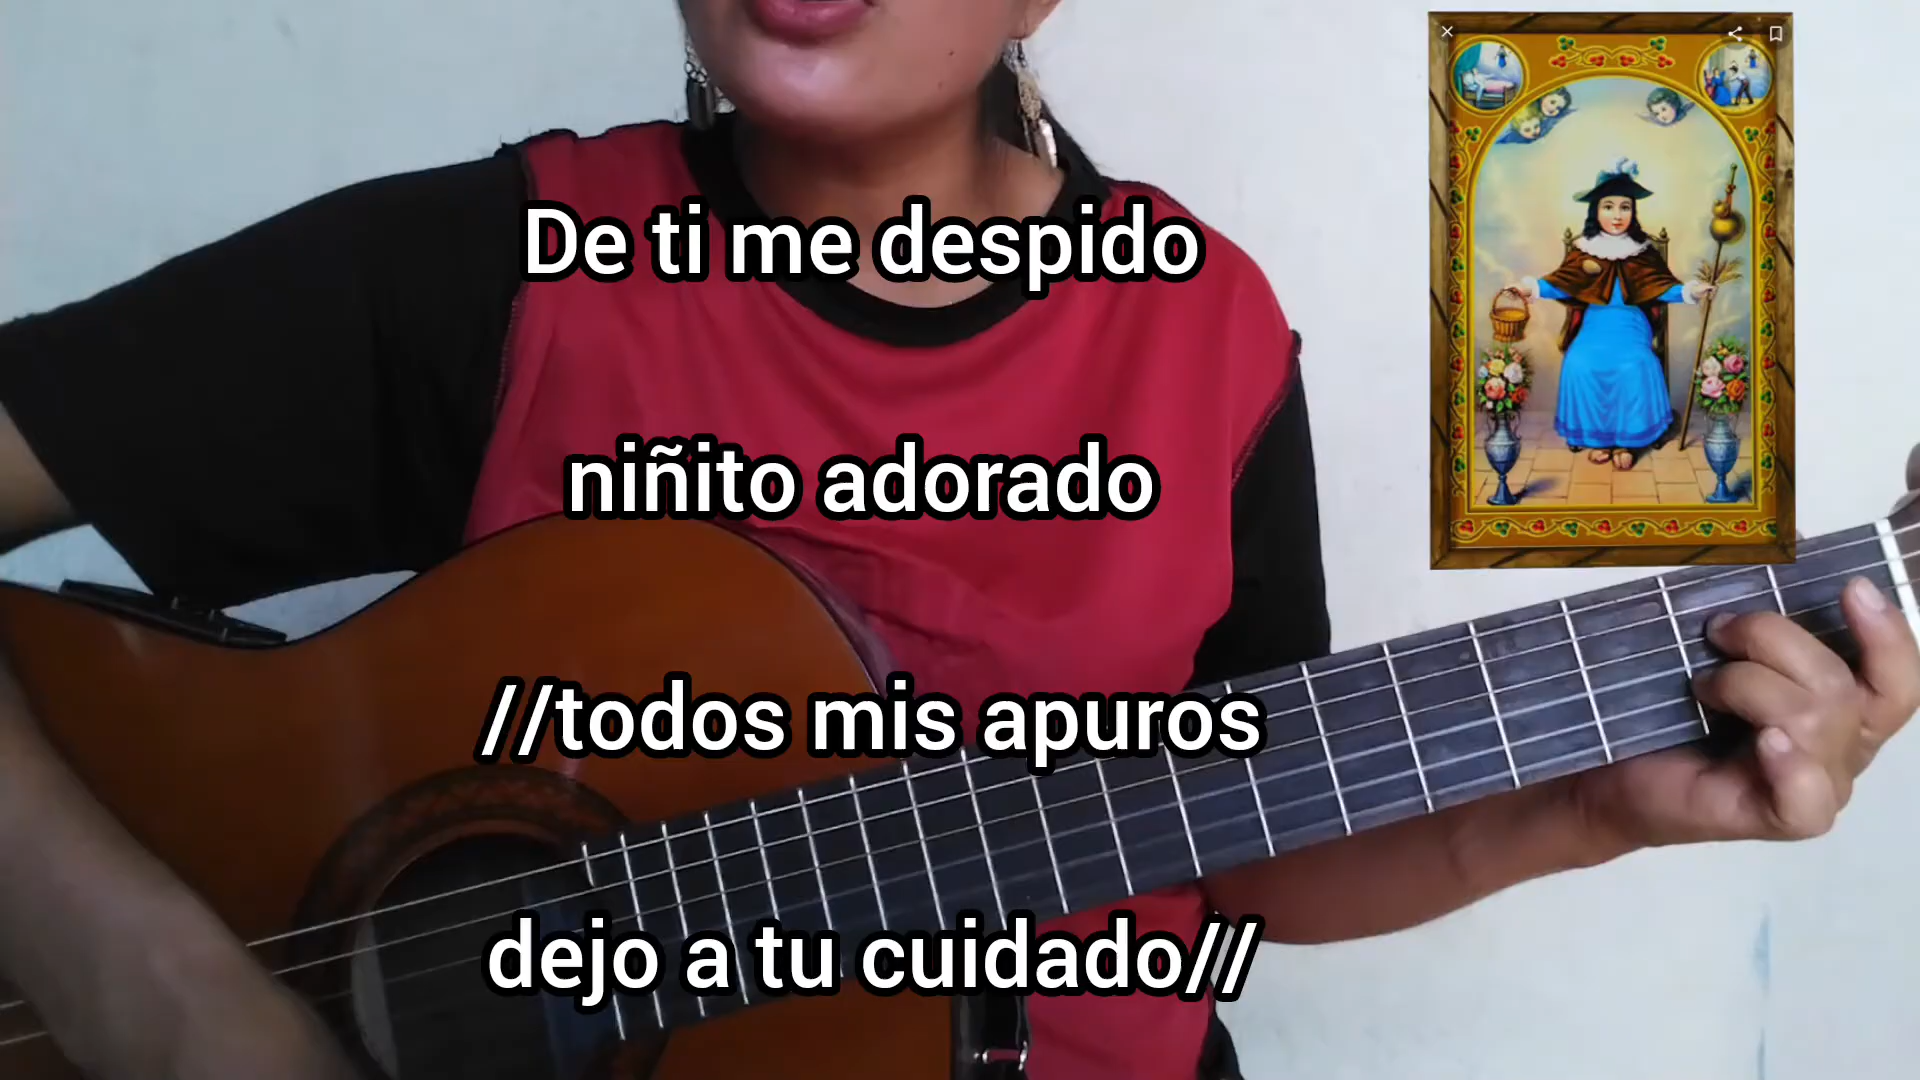 De ti me despido
niñito adorado
//todos mis apuros
dejo a tu cuidado//